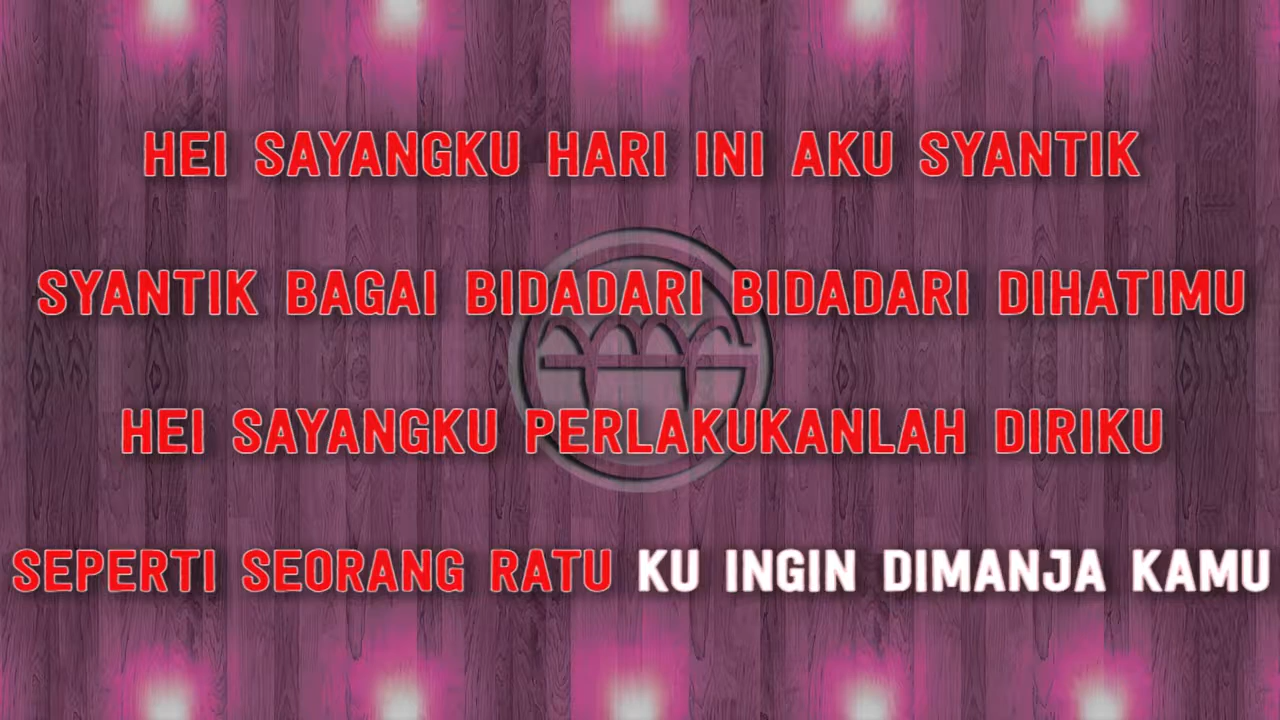 HEI SAYANGKU HARI INI AKU SYANTIK
SYANTIK BAGAI BIDADARI BIDADARI DIHATIMU
HEI SAYANGKU PERLAKUKANLAH DIRIKU
SEPERTI SEORANG RATU KU INGIN DIMANJA KAMU